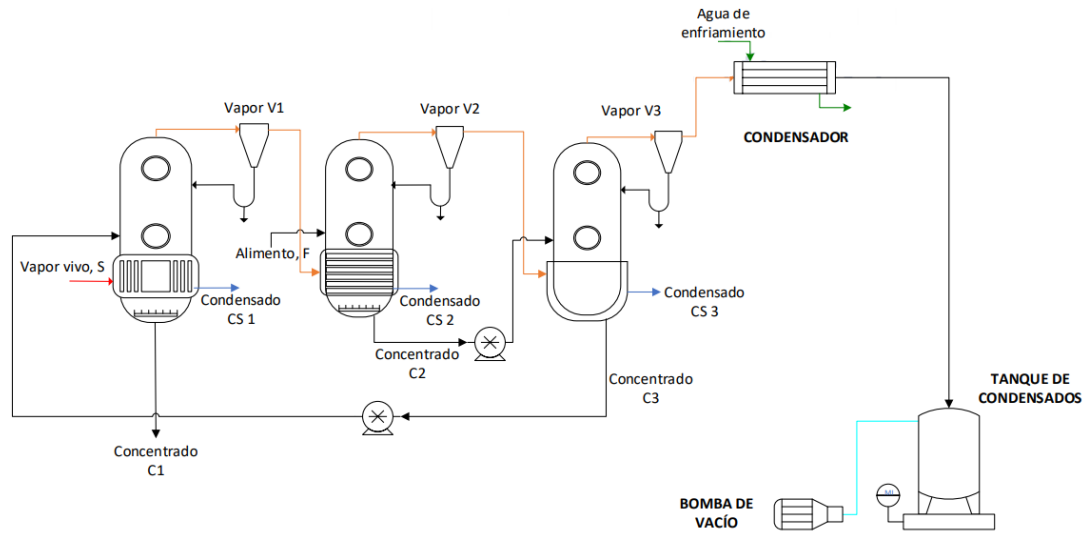 Agua de
enfriamiento
Vapor V1
Vapor V2
Vapor V3
CONDENSADOR
Alimento, F
Vapor vivo, S
Condensado
CS 1
Condensado
CS 2
Condensado
CS 3
Concentrado
C2
Concentrado
C3
TANQUE DE
CONDENSADOS
Concentrado
C1
BOMBA DE
VACÍO